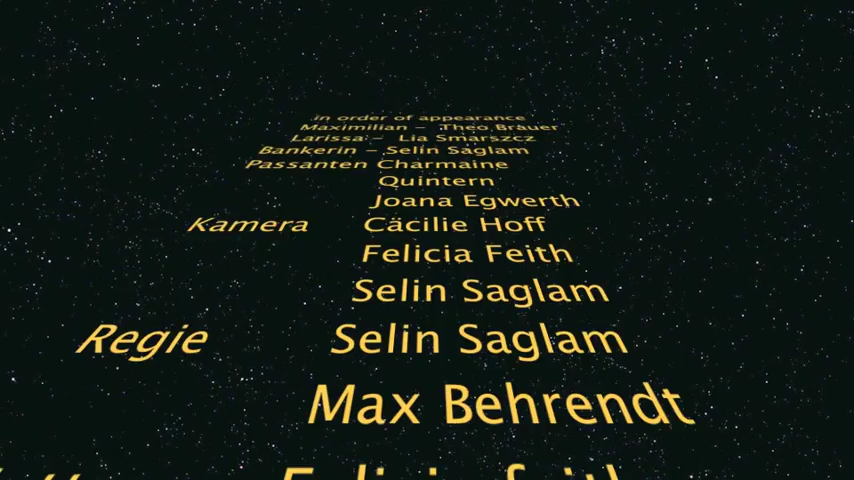 in order of appearance
Maximilian – Theo Bräuer
Larissa – Lia Smarszcz
Bankerin – Selin Saglam
Passanten Charmaine
Quintern
Joana Egwerth
Kamera Cäcilie Hoff
Felicia Feith
Selin Saglam
Regie Selin Saglam
Max Behrendt